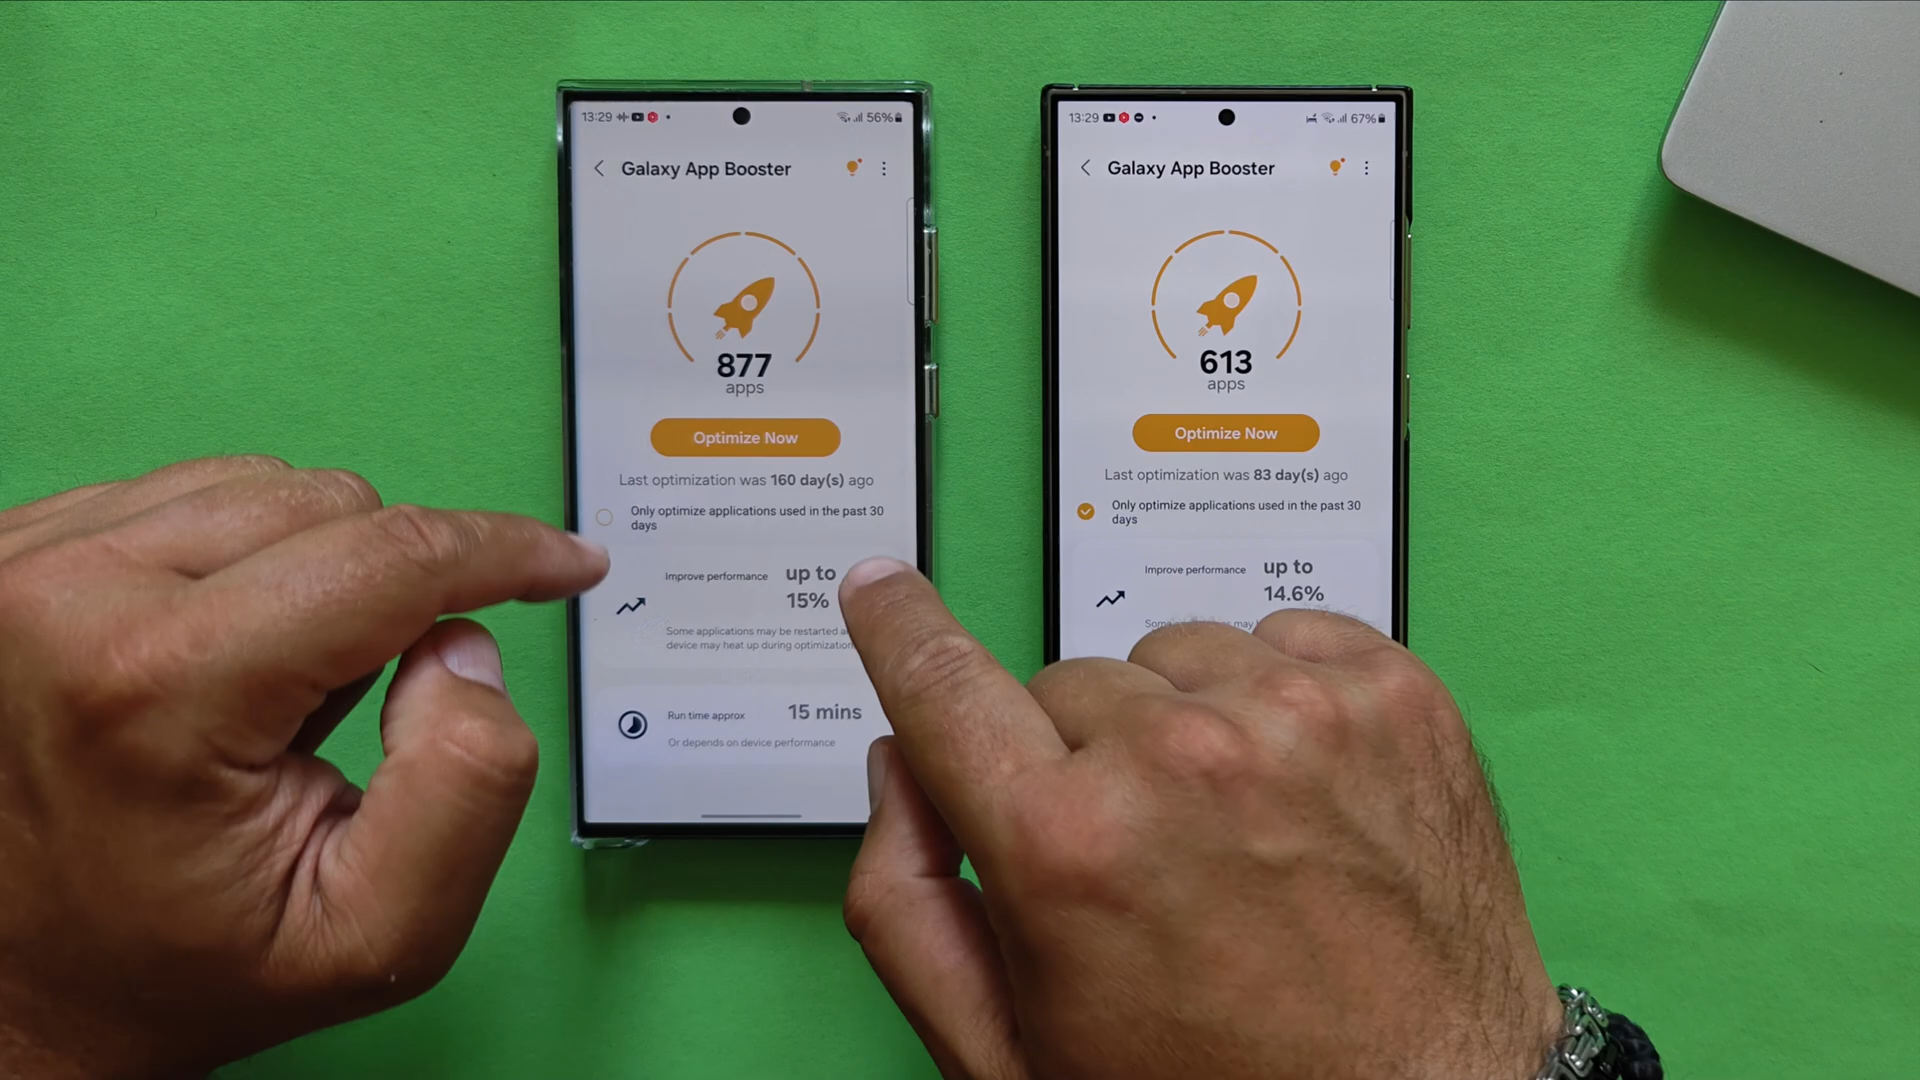 13:29
56%
Galaxy App Booster
877
apps
Optimize Now
Last optimization was 160 day(s) ago
Only optimize applications used in the past 30
days
Improve performance
up to
15%
Some applications may be restarted
device may heat up during optimization
Run time approx
15 mins
Or depends on device performance
13:29
67%
Galaxy App Booster
613
apps
Optimize Now
Last optimization was 83 day(s) ago
Only optimize applications used in the past 30
days
Improve performance
up to
14.6%